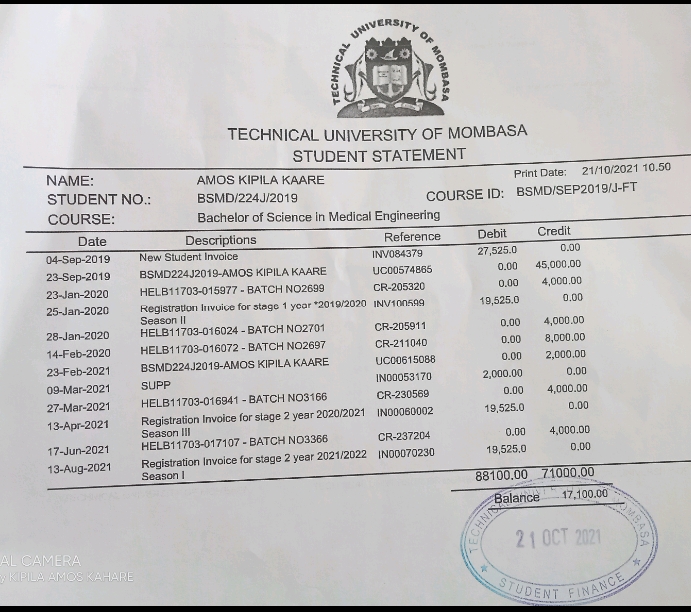 TECHNICAL UNIVERSITY OF MOMBASA
TECHNICAL UNIVERSITY OF MOMBASA
STUDENT STATEMENT
Print Date: 21/10/2021 10.50
NAME: AMOS KIPILA KAARE
STUDENT NO.: BSMD/224J/2019 COURSE ID: BSMD/SEP2019/J-FT
COURSE: Bachelor of Science in Medical Engineering
Date Descriptions Reference Debit Credit
04-Sep-2019 New Student Invoice INV084379 27,525.0 0.00
23-Sep-2019 BSMD224J2019-AMOS KIPILA KAARE UC00574865 0.00 45,000.00
23-Jan-2020 HELB11703-015977 - BATCH NO2699 CR-205320 0.00 4,000.00
25-Jan-2020 Registration Invoice for stage 1 year *2019/2020 INV100599 19,525.0 0.00
Season II
28-Jan-2020 HELB11703-016024 - BATCH NO2701 CR-205911 0.00 4,000.00
14-Feb-2020 HELB11703-016072 - BATCH NO2697 CR-211040 0.00 8,000.00
23-Feb-2021 BSMD224J2019-AMOS KIPILA KAARE UC00615088 0.00 2,000.00
09-Mar-2021 SUPP IN00053170 2,000.00 0.00
27-Mar-2021 HELB11703-016941 - BATCH NO3166 CR-230569 0.00 4,000.00
13-Apr-2021 Registration Invoice for stage 2 year 2020/2021 IN00060002 19,525.0 0.00
Season III
17-Jun-2021 HELB11703-017107 - BATCH NO3366 CR-237204 0.00 4,000.00
13-Aug-2021 Registration Invoice for stage 2 year 2021/2022 IN00070230 19,525.0 0.00
Season I
88100.00 71000.00
Balance 17,100.00
21 OCT 2021
STUDENT FINANCE
AL CAMERA
KIPILA AMOS KAHARE